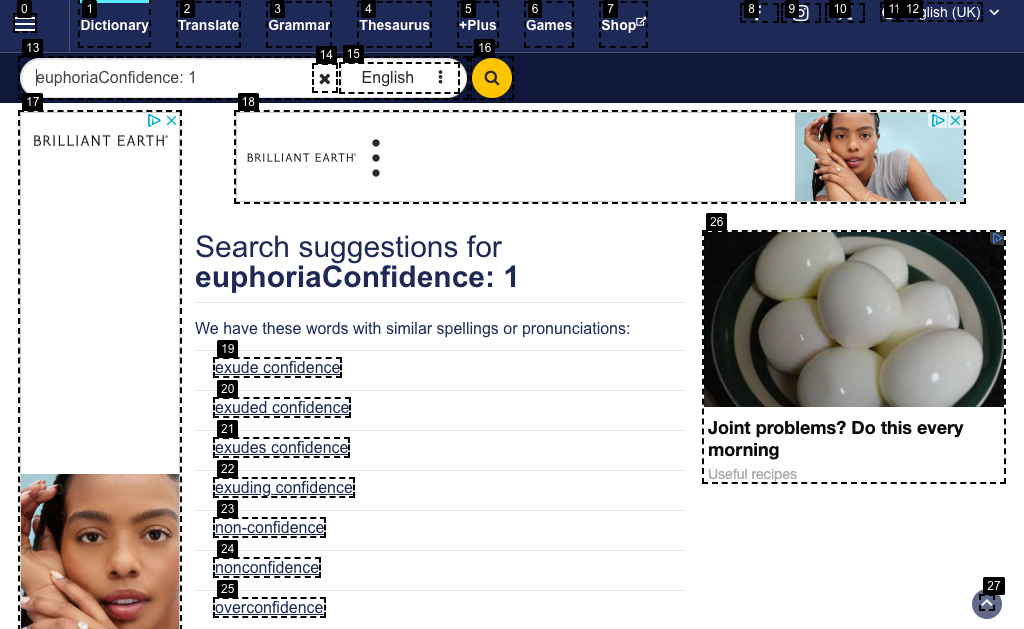 0 1 2 3 4 5 6 7 8 9 10 11 12
Dictionary Translate Grammar Thesaurus +Plus Games Shop glish (UK)
13 14 15 16
euphoriaConfidence: 1 English
17 18
BRILLIANT EARTH
BRILLIANT EARTH
26
Search suggestions for
euphoriaConfidence: 1
We have these words with similar spellings or pronunciations:
19
exude confidence
20
exuded confidence
21
exudes confidence
22
exuding confidence
23
non-confidence
24
nonconfidence
25
overconfidence
Joint problems? Do this every
morning
Useful recipes
27